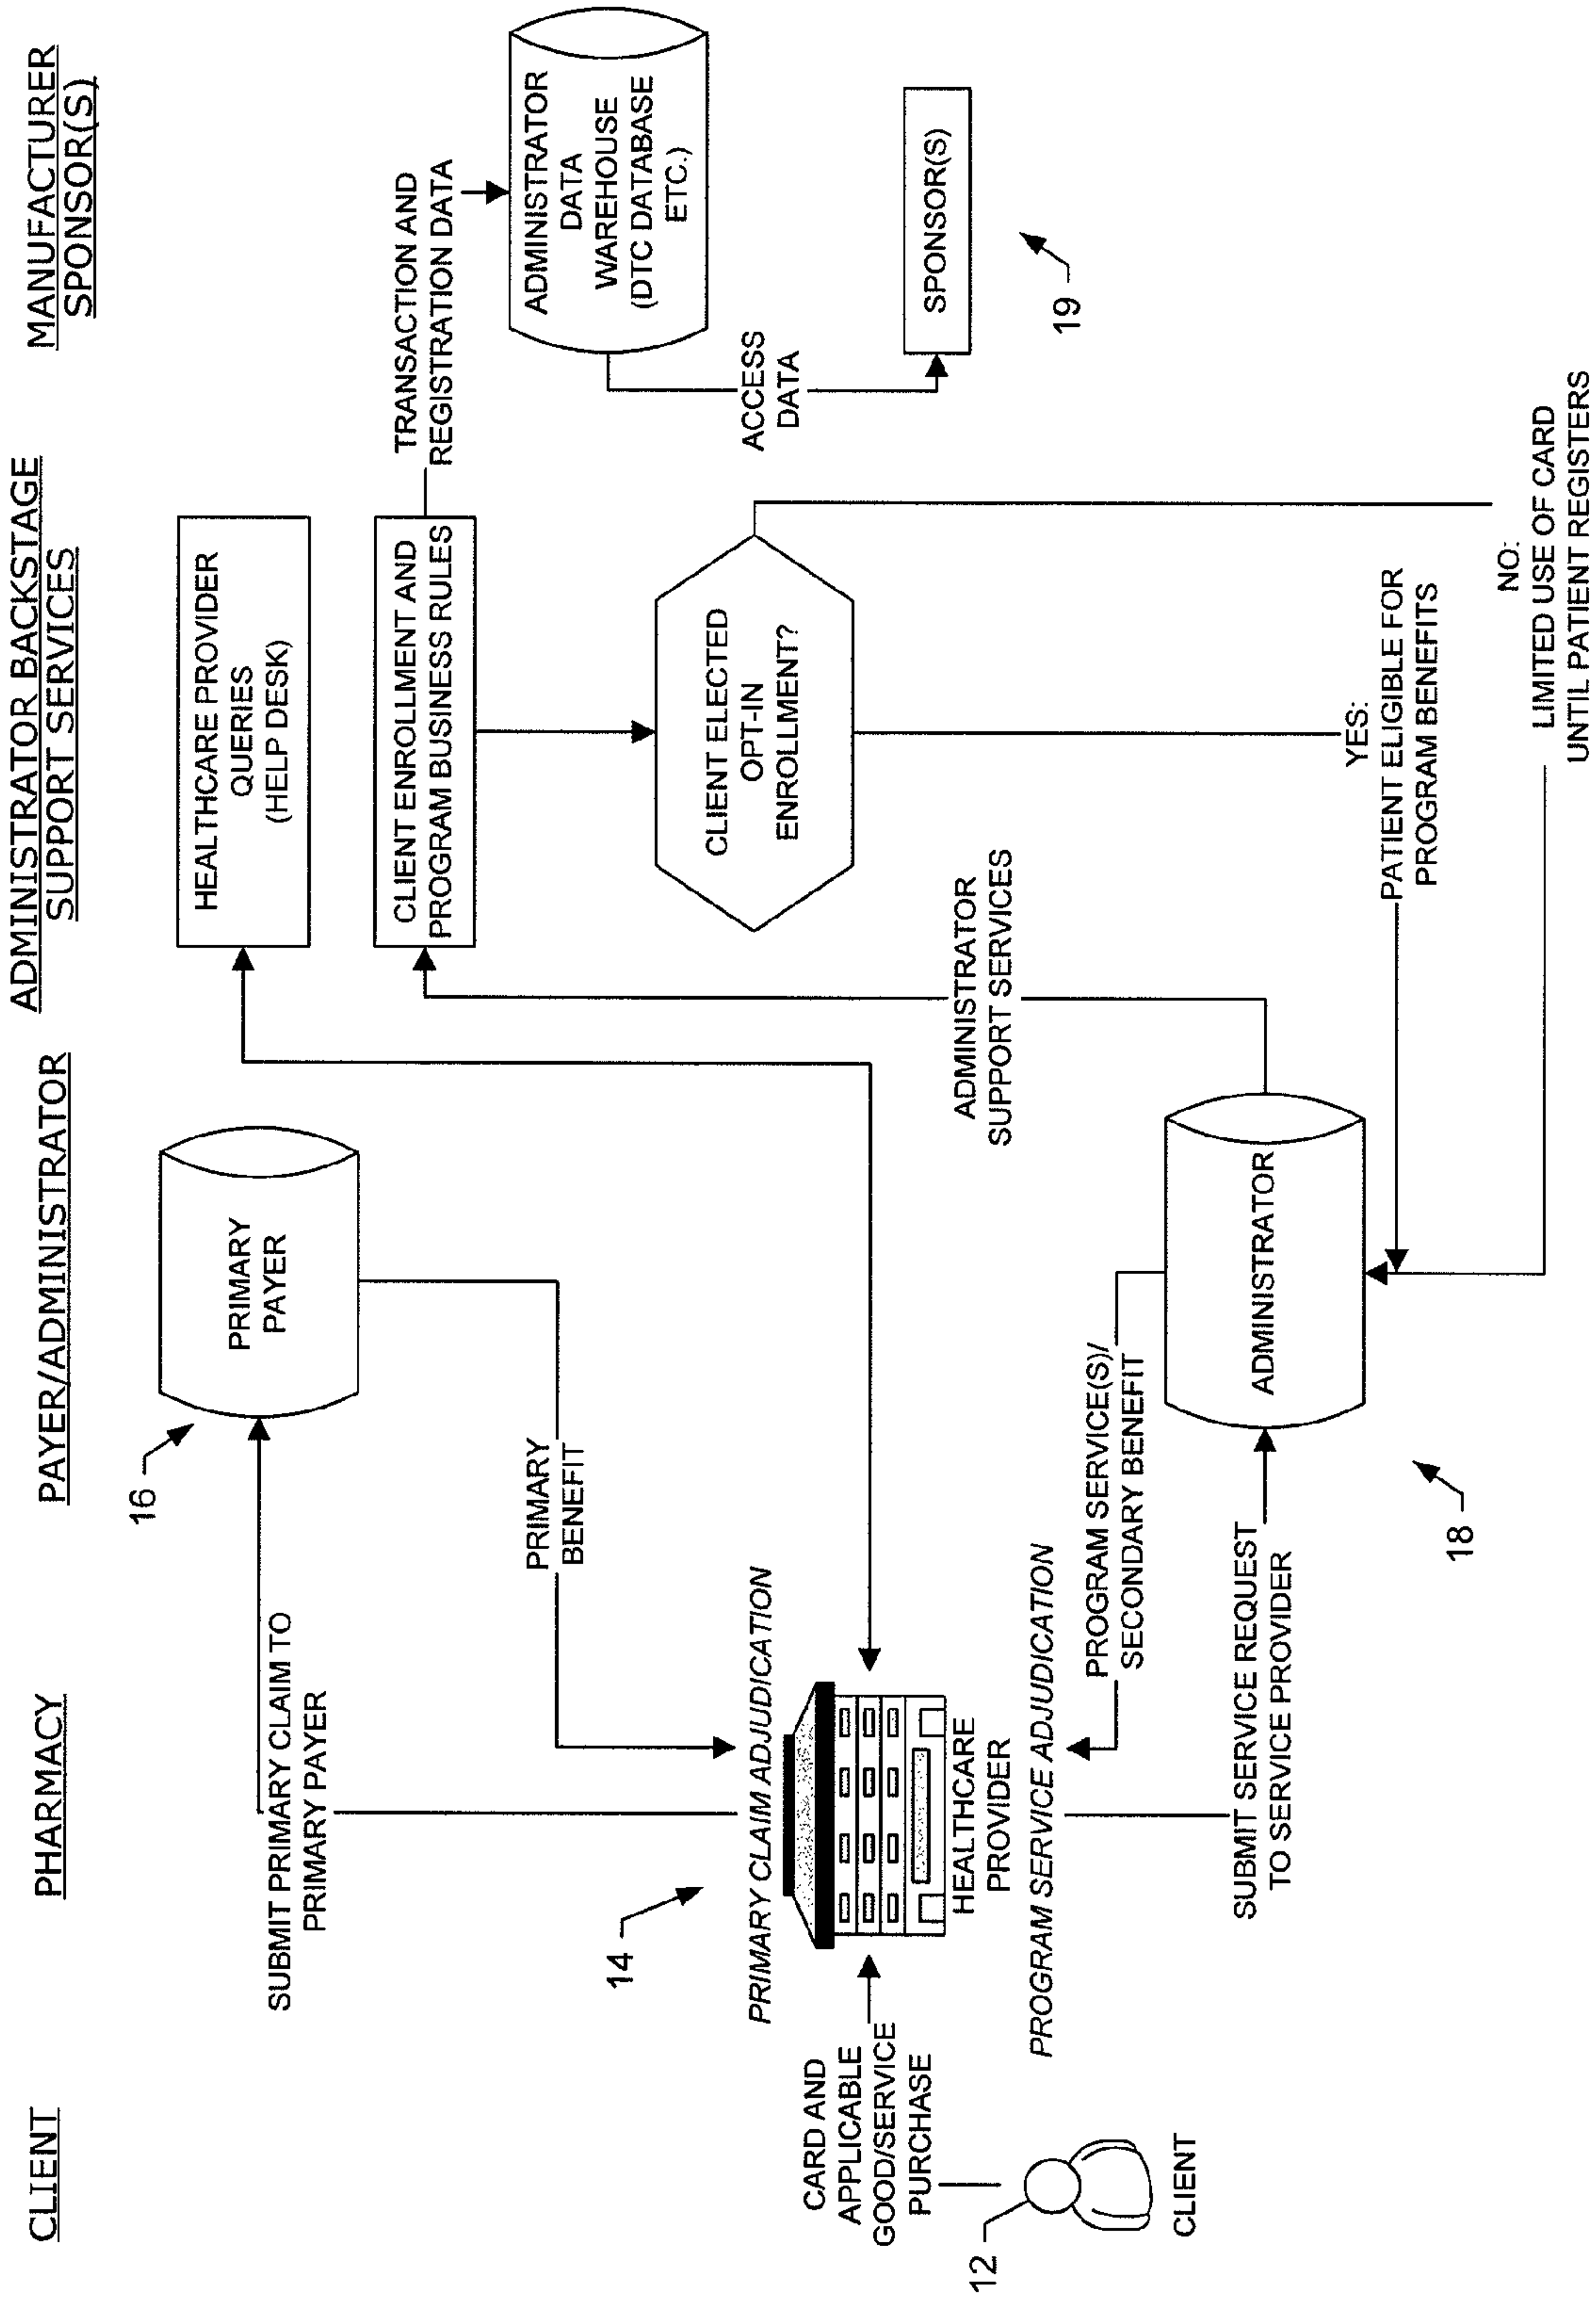 CLIENT
PHARMACY
PAYER/ADMINISTRATOR
ADMINISTRATOR BACKSTAGE
SUPPORT SERVICES
MANUFACTURER
SPONSOR(S)
12
CLIENT
CARD AND
APPLICABLE
GOOD/SERVICE
PURCHASE
SUBMIT PRIMARY CLAIM TO
PRIMARY PAYER
14
PRIMARY CLAIM ADJUDICATION
HEALTHCARE
PROVIDER
PROGRAM SERVICE ADJUDICATION
SUBMIT SERVICE REQUEST
TO SERVICE PROVIDER
16
PRIMARY
PAYER
PRIMARY
BENEFIT
PROGRAM SERVICE(S)/
SECONDARY BENEFIT
ADMINISTRATOR
18
HEALTHCARE PROVIDER
QUERIES
(HELP DESK)
CLIENT ENROLLMENT AND
PROGRAM BUSINESS RULES
CLIENT ELECTED
OPT-IN
ENROLLMENT?
ADMINISTRATOR
SUPPORT SERVICES
YES:
PATIENT ELIGIBLE FOR
PROGRAM BENEFITS
NO:
LIMITED USE OF CARD
UNTIL PATIENT REGISTERS
TRANSACTION AND
REGISTRATION DATA
ADMINISTRATOR
DATA
WAREHOUSE
(DTC DATABASE
ETC.)
ACCESS
DATA
SPONSOR(S)
19